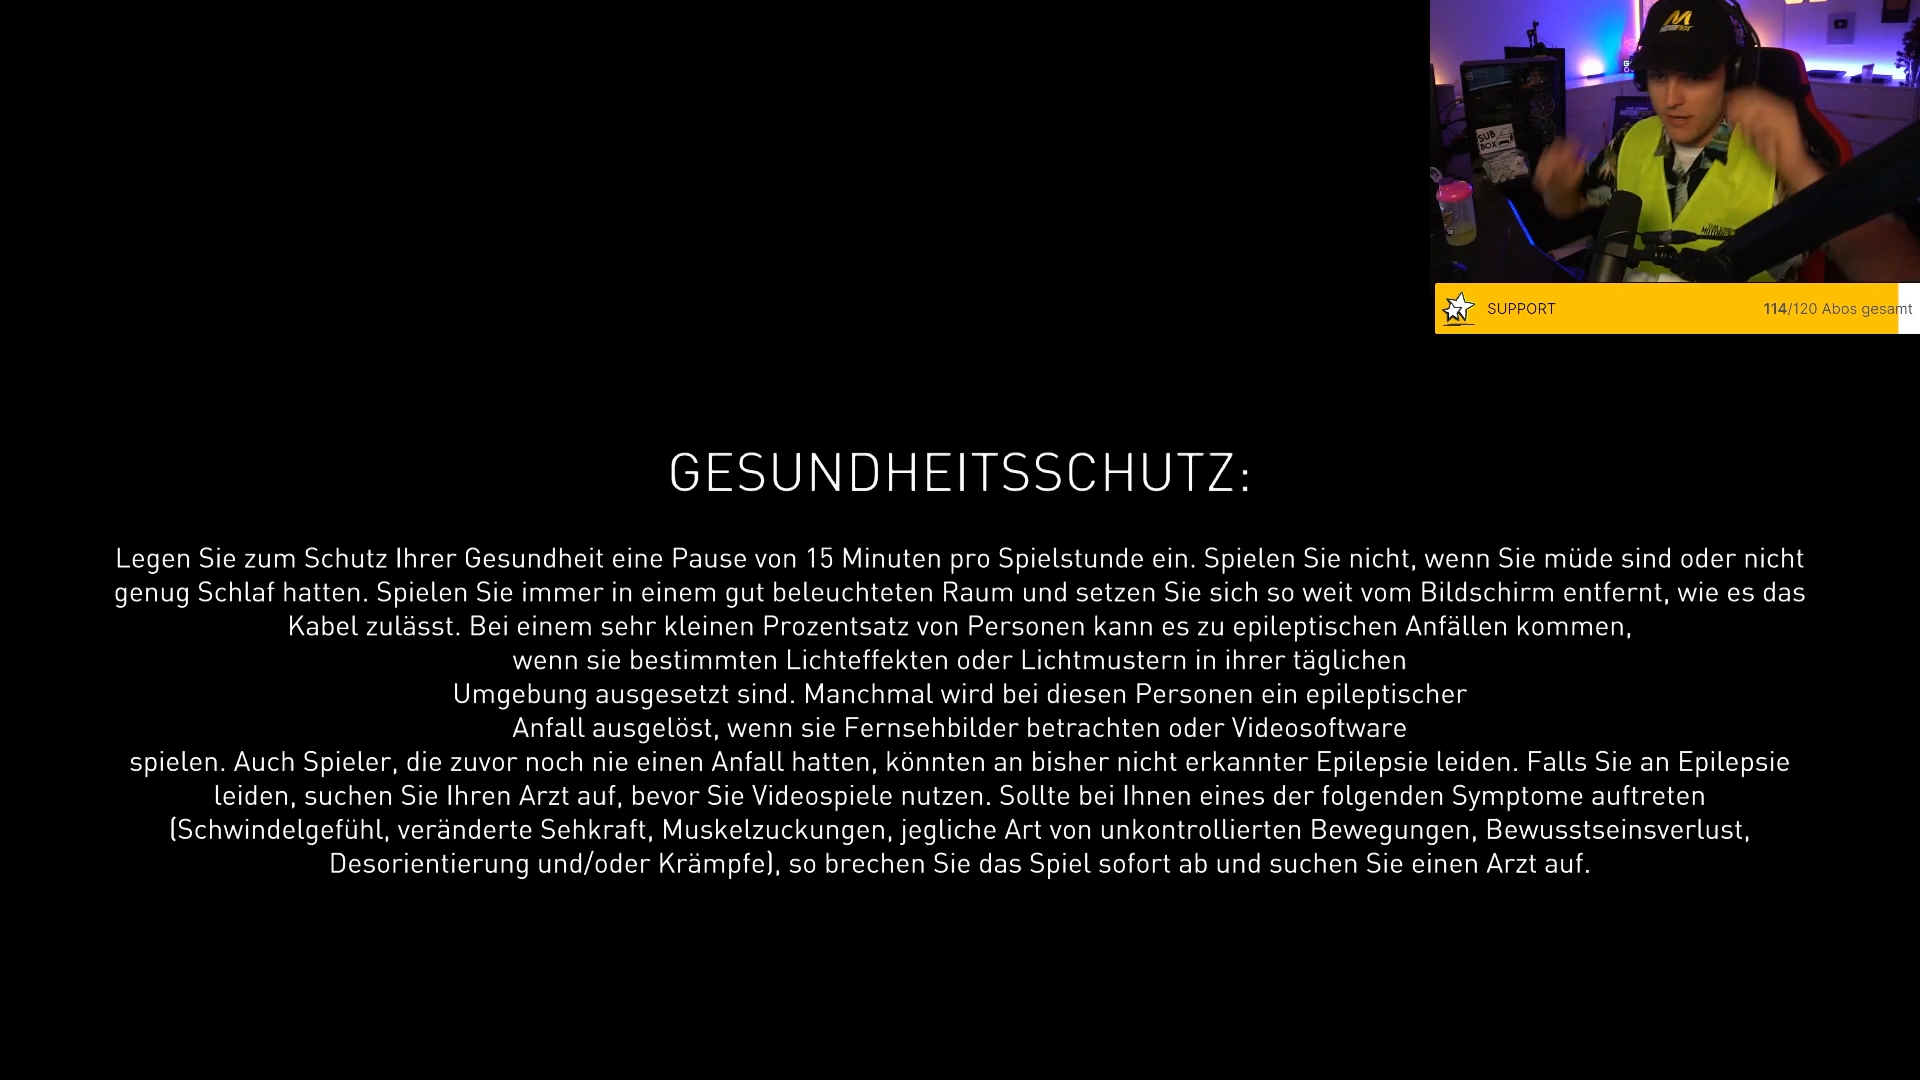 SUB
BOX
SUPPORT
114/120 Abos gesamt
GESUNDHEITSSCHUTZ:
Legen Sie zum Schutz Ihrer Gesundheit eine Pause von 15 Minuten pro Spielstunde ein. Spielen Sie nicht, wenn Sie müde sind oder nicht
genug Schlaf hatten. Spielen Sie immer in einem gut beleuchteten Raum und setzen Sie sich so weit vom Bildschirm entfernt, wie es das
Kabel zulässt. Bei einem sehr kleinen Prozentsatz von Personen kann es zu epileptischen Anfällen kommen,
wenn sie bestimmten Lichteffekten oder Lichtmustern in ihrer täglichen
Umgebung ausgesetzt sind. Manchmal wird bei diesen Personen ein epileptischer
Anfall ausgelöst, wenn sie Fernsehbilder betrachten oder Videosoftware
spielen. Auch Spieler, die zuvor noch nie einen Anfall hatten, könnten an bisher nicht erkannter Epilepsie leiden. Falls Sie an Epilepsie
leiden, suchen Sie Ihren Arzt auf, bevor Sie Videospiele nutzen. Sollte bei Ihnen eines der folgenden Symptome auftreten
(Schwindelgefühl, veränderte Sehkraft, Muskelzuckungen, jegliche Art von unkontrollierten Bewegungen, Bewusstseinsverlust,
Desorientierung und/oder Krämpfe), so brechen Sie das Spiel sofort ab und suchen Sie einen Arzt auf.